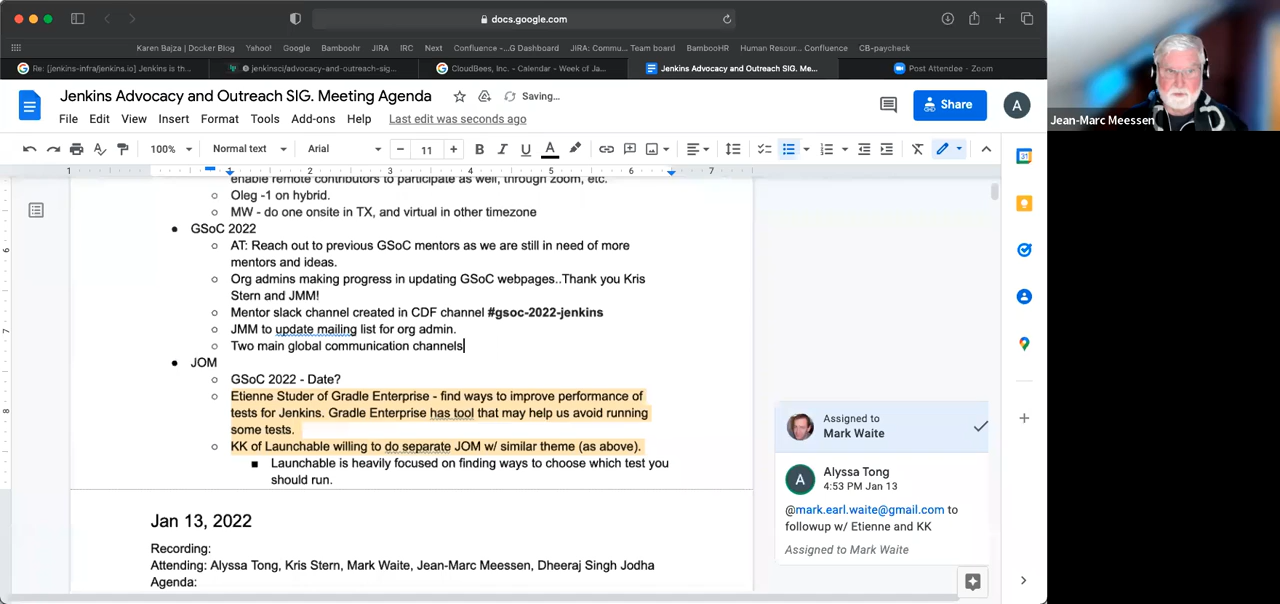 docs.google.com
Karen Bajza | Docker Blog Yahoo! Google Bamboohr JIRA IRC Next Confluence -...G Dashboard JIRA: Commu... Team board BambooHR Human Resour... Confluence CB-paycheck
Re: [jenkins-infra/jenkins.io] Jenkins is th... jenkinsci/advocacy-and-outreach-sig... CloudBees, Inc. - Calendar - Week of Ja... Jenkins Advocacy and Outreach SIG. Me... Post Attendee - Zoom
Jenkins Advocacy and Outreach SIG. Meeting Agenda Saving...
Share
A
File Edit View Insert Format Tools Add-ons Help Last edit was seconds ago
100% Normal text Arial − 11 + B I U A
1 1 2 3 4 5 6 7
enable remote contributors to participate as well, through zoom, etc.
Oleg -1 on hybrid.
MW - do one onsite in TX, and virtual in other timezone
GSoC 2022
AT: Reach out to previous GSoC mentors as we are still in need of more
mentors and ideas.
Org admins making progress in updating GSoC webpages..Thank you Kris
Stern and JMM!
Mentor slack channel created in CDF channel #gsoc-2022-jenkins
JMM to update mailing list for org admin.
Two main global communication channels
JOM
GSoC 2022 - Date?
Etienne Studer of Gradle Enterprise - find ways to improve performance of
tests for Jenkins. Gradle Enterprise has tool that may help us avoid running
some tests.
KK of Launchable willing to do separate JOM w/ similar theme (as above).
Launchable is heavily focused on finding ways to choose which test you
should run.
Jan 13, 2022
Recording:
Attending: Alyssa Tong, Kris Stern, Mark Waite, Jean-Marc Meessen, Dheeraj Singh Jodha
Agenda:
6
7
8
Assigned to
Mark Waite
A
Alyssa Tong
4:53 PM Jan 13
@mark.earl.waite@gmail.com to
followup w/ Etienne and KK
Assigned to Mark Waite
31
Jean-Marc Meessen